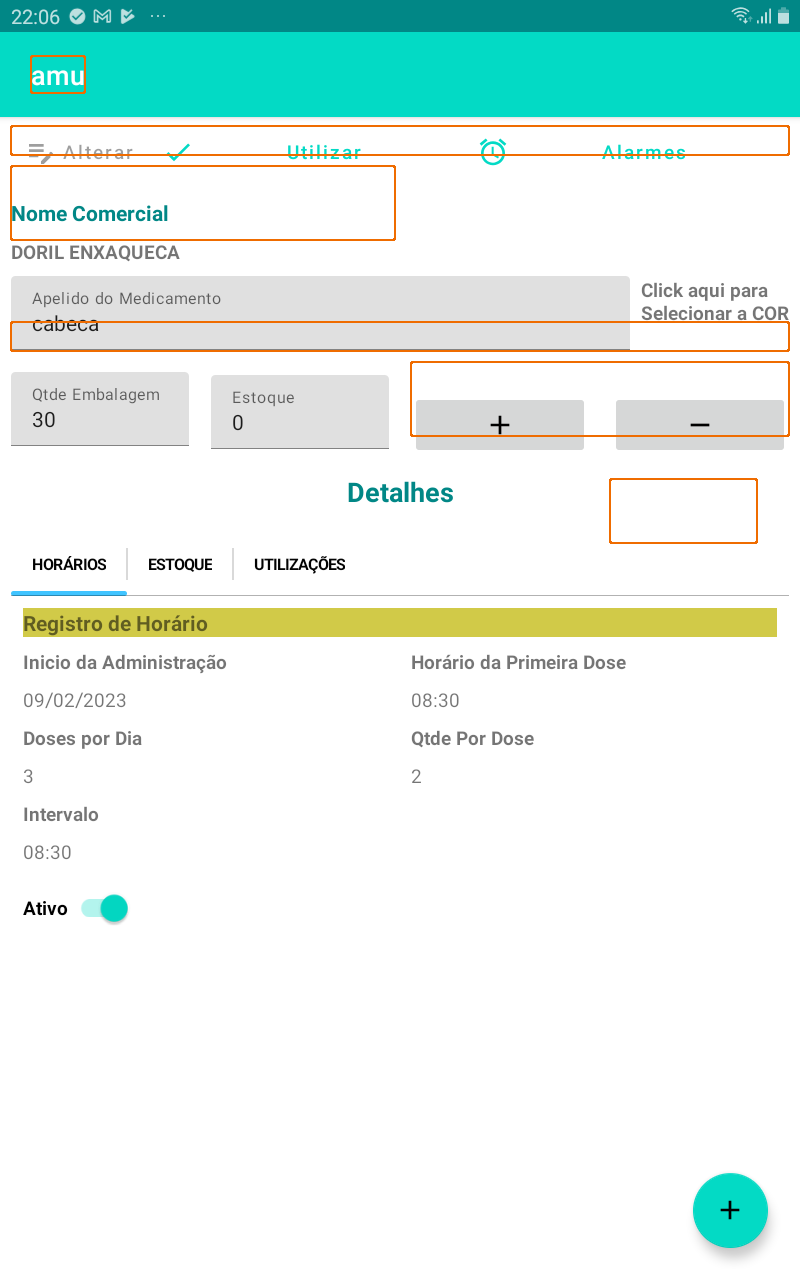 22:06
amu
Alterar Utilizar Alarmes
Nome Comercial
DORIL ENXAQUECA
Apelido do Medicamento
cabeca
Click aqui para
Selecionar a COR
Qtde Embalagem
30
Estoque
0
+ −
Detalhes
HORÁRIOS ESTOQUE UTILIZAÇÕES
Registro de Horário
Inicio da Administração Horário da Primeira Dose
09/02/2023 08:30
Doses por Dia Qtde Por Dose
3 2
Intervalo
08:30
Ativo
+